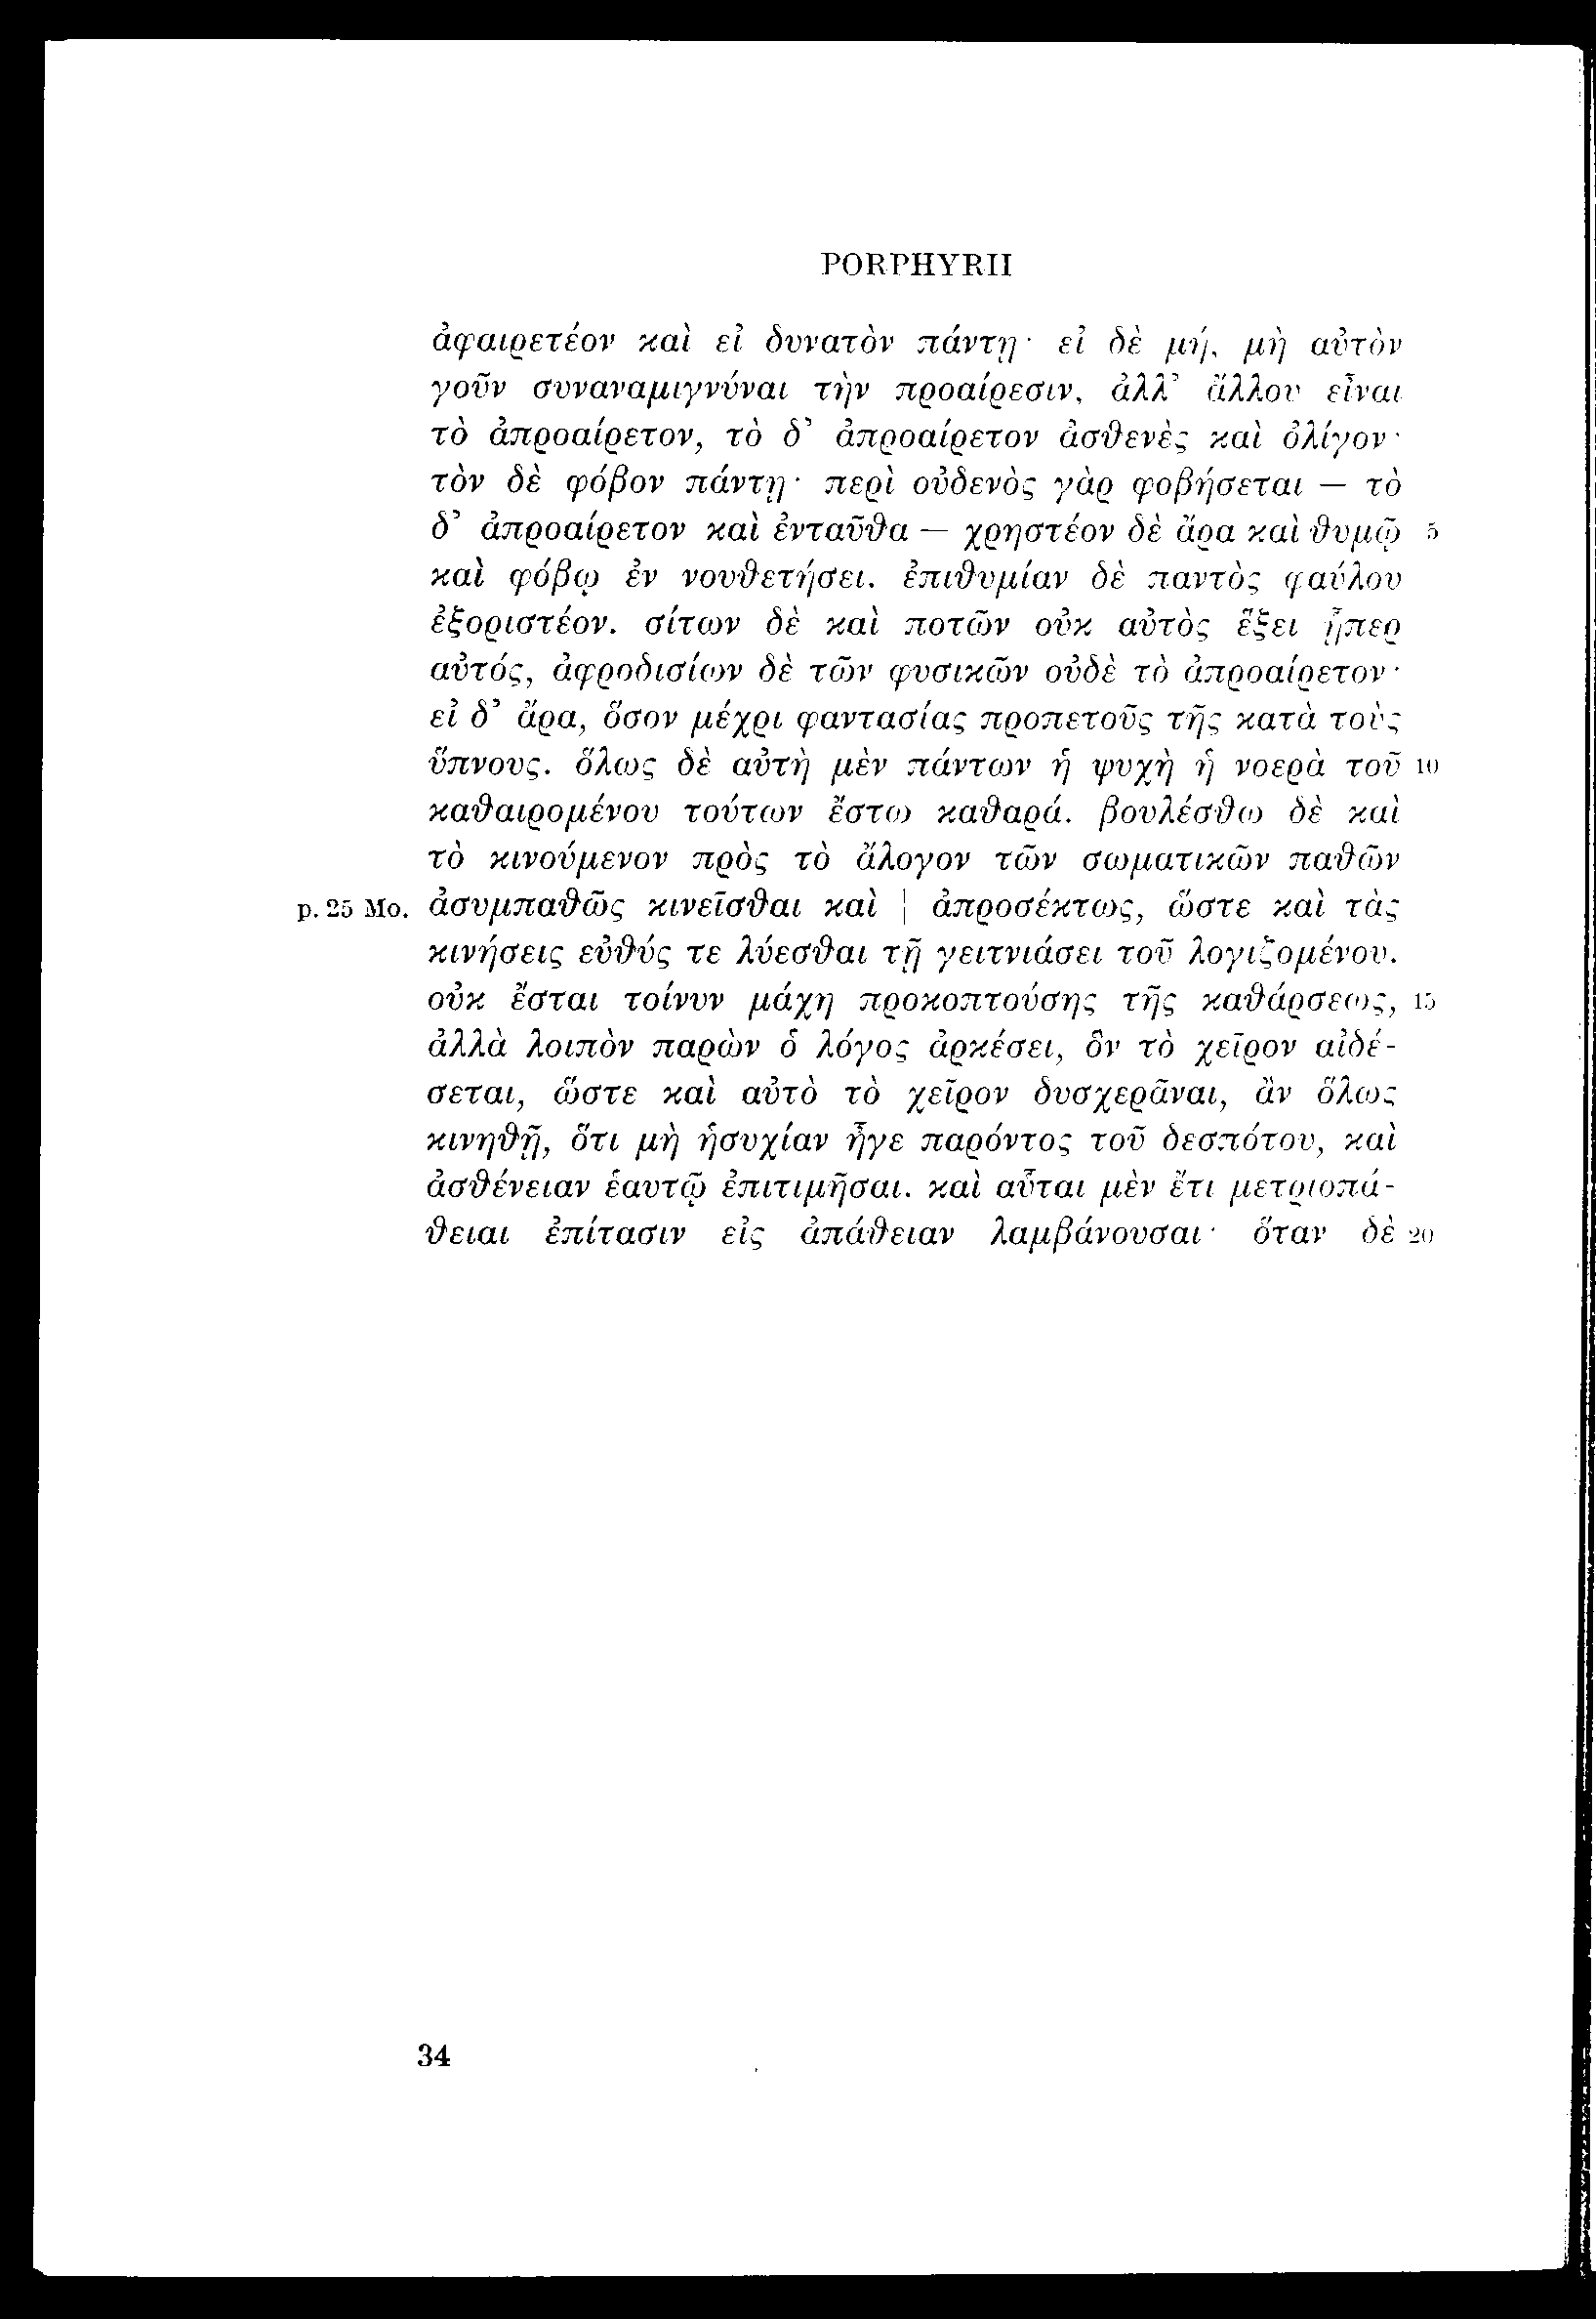 PORPHYRII
ἀφαιρετέον καὶ εἰ δυνατὸν πάντῃ· εἰ δὲ μή, μὴ αὐτὸν
γοῦν συναναμιγνύναι τὴν προαίρεσιν, ἀλλ’ ἄλλου εἶναι
τὸ ἀπροαίρετον, τὸ δ’ ἀπροαίρετον ἀσθενὲς καὶ ὀλίγον·
τὸν δὲ φόβον πάντῃ· περὶ οὐδενὸς γὰρ φοβήσεται — τὸ
δ’ ἀπροαίρετον καὶ ἐνταῦθα — χρηστέον δὲ ἄρα καὶ θυμῷ 5
καὶ φόβῳ ἐν νουθετήσει. ἐπιθυμίαν δὲ παντὸς φαύλου
ἐξοριστέον. σίτων δὲ καὶ ποτῶν οὐκ αὐτὸς ἕξει ᾗπερ
αὐτός, ἀφροδισίων δὲ τῶν φυσικῶν οὐδὲ τὸ ἀπροαίρετον·
εἰ δ’ ἄρα, ὅσον μέχρι φαντασίας προπετοῦς τῆς κατὰ τοὺς
ὕπνους. ὅλως δὲ αὐτὴ μὲν πάντων ἡ ψυχὴ ἡ νοερὰ τοῦ 10
καθαιρομένου τούτων ἔστω καθαρά. βουλέσθω δὲ καὶ
τὸ κινούμενον πρὸς τὸ ἄλογον τῶν σωματικῶν παθῶν
p. 25 Mo. ἀσυμπαθῶς κινεῖσθαι καὶ | ἀπροσέκτως, ὥστε καὶ τὰς
κινήσεις εὐθύς τε λύεσθαι τῇ γειτνιάσει τοῦ λογιζομένου.
οὐκ ἔσται τοίνυν μάχη προκοπτούσης τῆς καθάρσεως, 15
ἀλλὰ λοιπὸν παρὼν ὁ λόγος ἀρκέσει, ὃν τὸ χεῖρον αἰδέ-
σεται, ὥστε καὶ αὐτὸ τὸ χεῖρον δυσχερᾶναι, ἂν ὅλως
κινηθῇ, ὅτι μὴ ἡσυχίαν ἦγε παρόντος τοῦ δεσπότου, καὶ
ἀσθένειαν ἑαυτῷ ἐπιτιμῆσαι. καὶ αὗται μὲν ἔτι μετριοπά-
θειαι ἐπίτασιν εἰς ἀπάθειαν λαμβάνουσαι· ὅταν δὲ 20
34